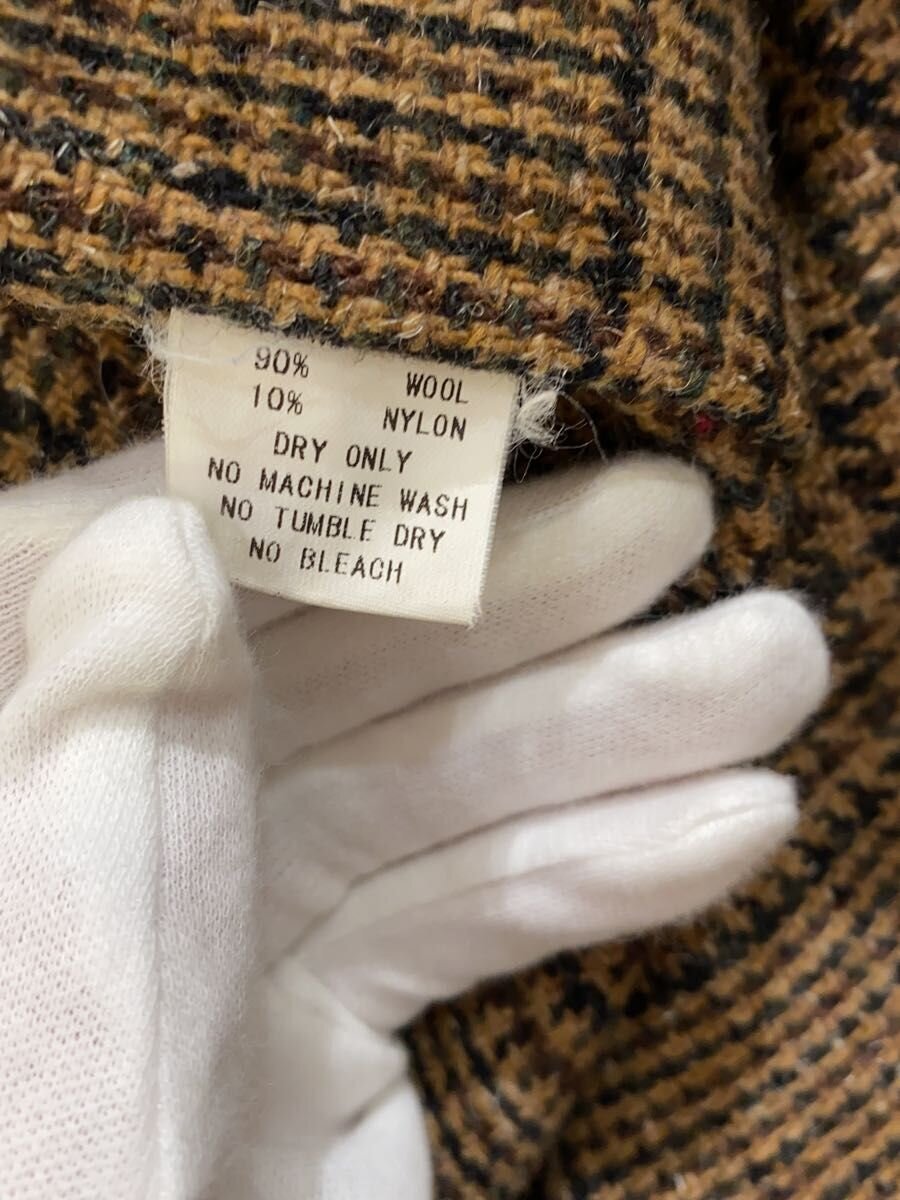 90% WOOL
10% NYLON
DRY ONLY
NO MACHINE WASH
NO TUMBLE DRY
NO BLEACH